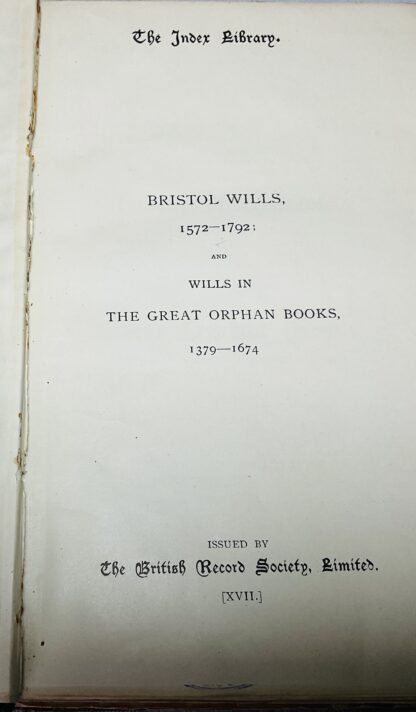 The Index Library.
BRISTOL WILLS,
1572—1792;
AND
WILLS IN
THE GREAT ORPHAN BOOKS,
1379—1674
ISSUED BY
The British Record Society, Limited.
[XVII.]